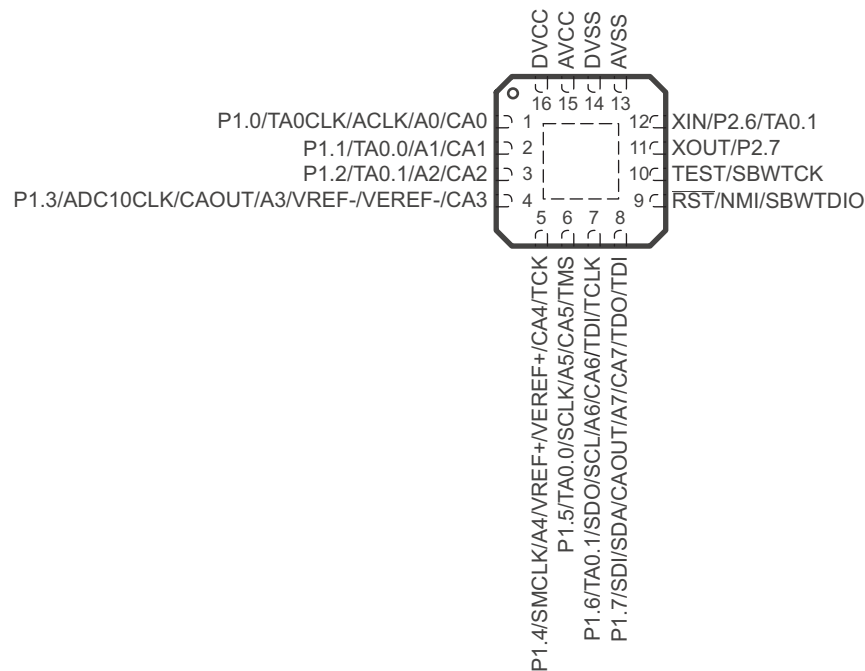 DVCC
AVCC
DVSS
AVSS
16 15 14 13
P1.0/TA0CLK/ACLK/A0/CA0 1 12 XIN/P2.6/TA0.1
P1.1/TA0.0/A1/CA1 2 11 XOUT/P2.7
P1.2/TA0.1/A2/CA2 3 10 TEST/SBWTCK
P1.3/ADC10CLK/CAOUT/A3/VREF-/VEREF-/CA3 4 9 RST/NMI/SBWTDIO
5 6 7 8
P1.4/SMCLK/A4/VREF+/VEREF+/CA4/TCK
P1.5/TA0.0/SCLK/A5/CA5/TMS
P1.6/TA0.1/SDO/SCL/A6/CA6/TDI/TCLK
P1.7/SDI/SDA/CAOUT/A7/CA7/TDO/TDI